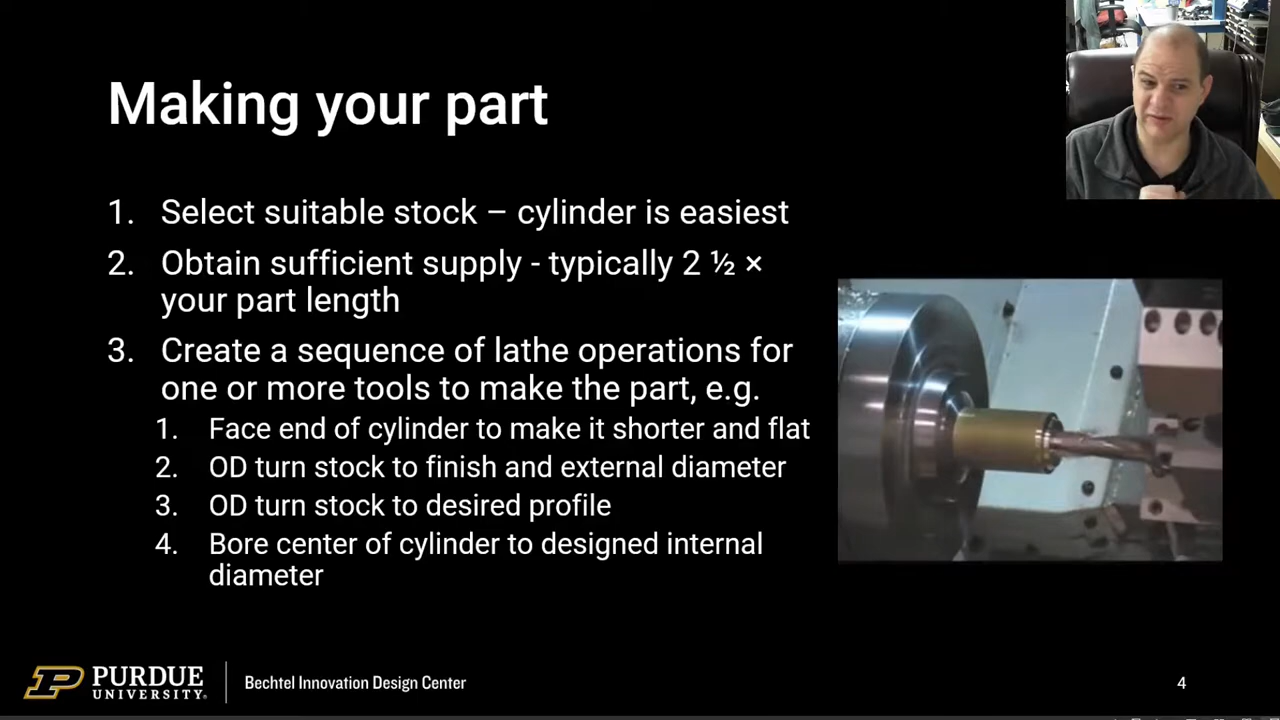 Making your part
1. Select suitable stock – cylinder is easiest
2. Obtain sufficient supply - typically 2 ½ ×
your part length
3. Create a sequence of lathe operations for
one or more tools to make the part, e.g.
1. Face end of cylinder to make it shorter and flat
2. OD turn stock to finish and external diameter
3. OD turn stock to desired profile
4. Bore center of cylinder to designed internal
diameter
P PURDUE
UNIVERSITY®
Bechtel Innovation Design Center
4